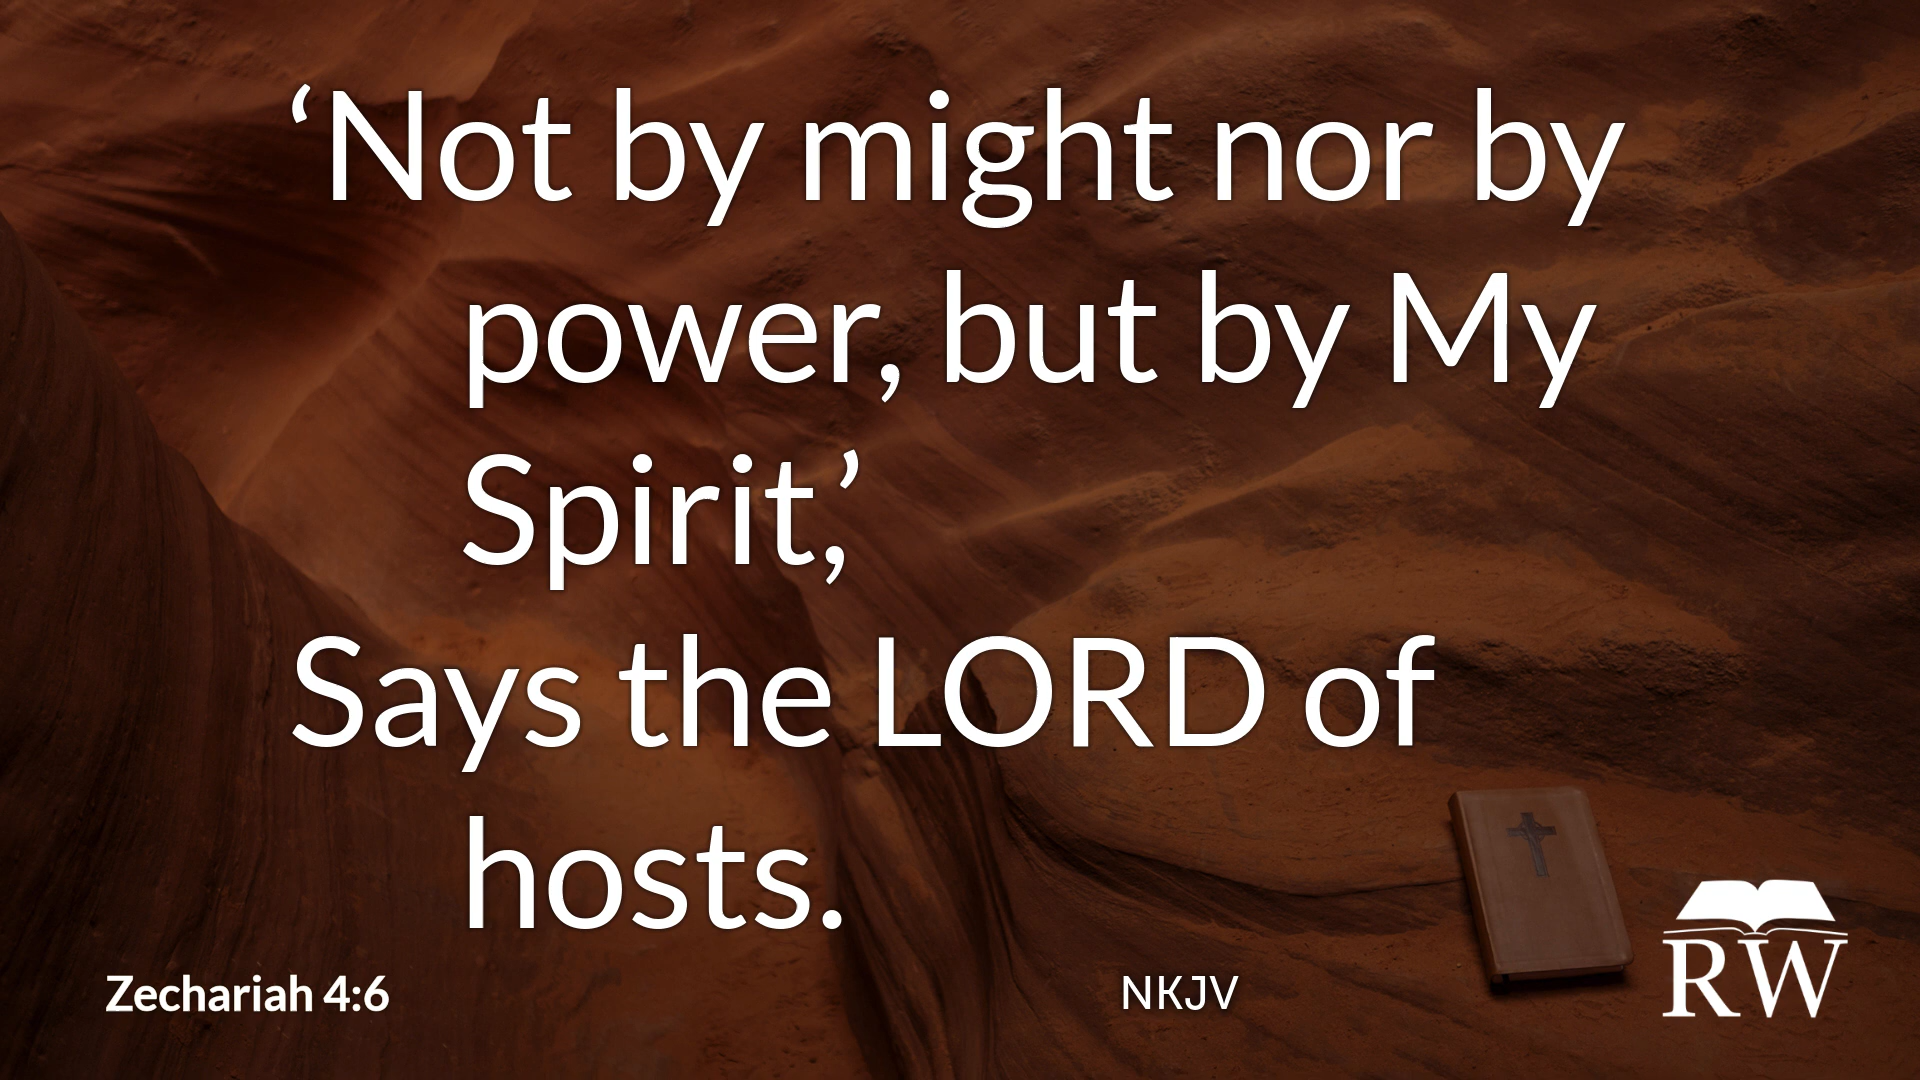 ‘Not by might nor by
power, but by My
Spirit,’
Says the LORD of
hosts.
Zechariah 4:6
NKJV
RW